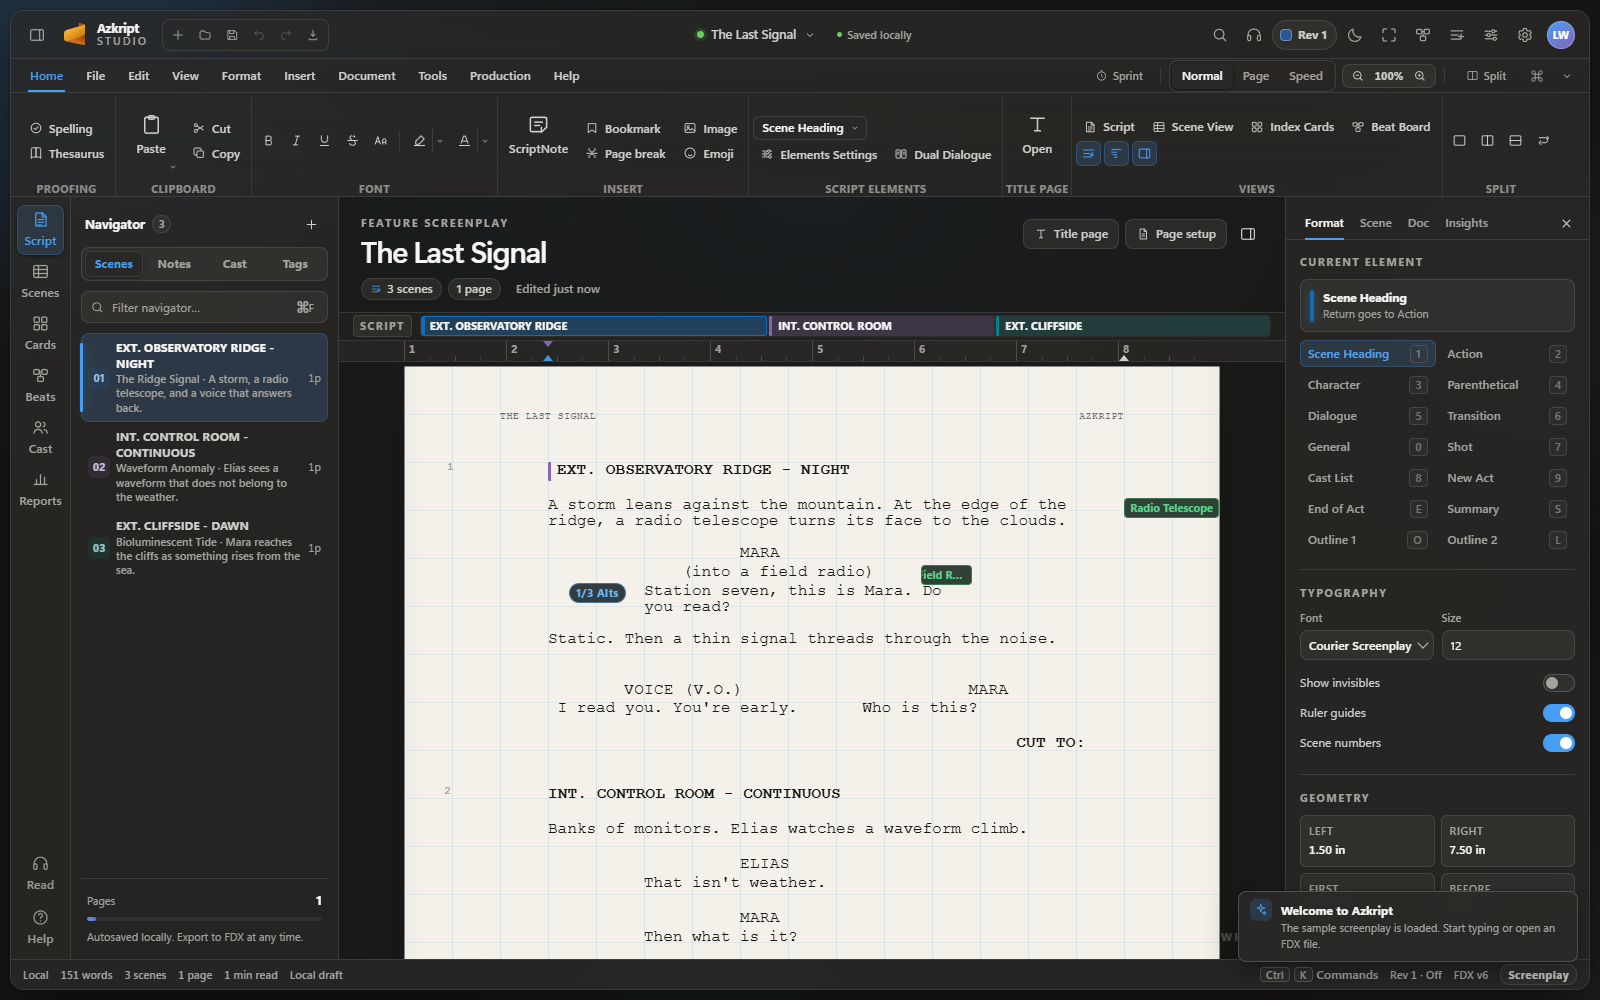 Azkript
STUDIO
The Last Signal
Saved locally
Rev 1
LW
Home File Edit View Format Insert Document Tools Production Help
Sprint Normal Page Speed 100% Split
Spelling
Thesaurus
PROOFING
Paste
Cut
Copy
CLIPBOARD
B I U S AA A
FONT
ScriptNote
Bookmark Image
Page break Emoji
INSERT
Scene Heading
Elements Settings Dual Dialogue
SCRIPT ELEMENTS
Open
TITLE PAGE
Script Scene View Index Cards Beat Board
VIEWS
SPLIT
Script
Scenes
Cards
Beats
Cast
Reports
Read
Help
Navigator 3
Scenes Notes Cast Tags
Filter navigator... ⌘F
EXT. OBSERVATORY RIDGE -
NIGHT
01
The Ridge Signal · A storm, a radio
telescope, and a voice that answers
back.
1p
INT. CONTROL ROOM -
CONTINUOUS
02
Waveform Anomaly · Elias sees a
waveform that does not belong to
the weather.
1p
EXT. CLIFFSIDE - DAWN
03
Bioluminescent Tide · Mara reaches
the cliffs as something rises from the
sea.
1p
Pages 1
Autosaved locally. Export to FDX at any time.
FEATURE SCREENPLAY
The Last Signal
3 scenes 1 page Edited just now
Title page Page setup
SCRIPT EXT. OBSERVATORY RIDGE INT. CONTROL ROOM EXT. CLIFFSIDE
1 2 3 4 5 6 7 8
THE LAST SIGNAL AZKRIPT
1 EXT. OBSERVATORY RIDGE - NIGHT
A storm leans against the mountain. At the edge of the
ridge, a radio telescope turns its face to the clouds.
Radio Telescope
MARA
(into a field radio)
ield R...
1/3 Alts
Station seven, this is Mara. Do
you read?
Static. Then a thin signal threads through the noise.
VOICE (V.O.) MARA
I read you. You're early. Who is this?
CUT TO:
2 INT. CONTROL ROOM - CONTINUOUS
Banks of monitors. Elias watches a waveform climb.
ELIAS
That isn't weather.
MARA
Then what is it?
Format Scene Doc Insights
CURRENT ELEMENT
Scene Heading
Return goes to Action
Scene Heading 1 Action 2
Character 3 Parenthetical 4
Dialogue 5 Transition 6
General 0 Shot 7
Cast List 8 New Act 9
End of Act E Summary S
Outline 1 O Outline 2 L
TYPOGRAPHY
Font Size
Courier Screenplay 12
Show invisibles
Ruler guides
Scene numbers
GEOMETRY
LEFT RIGHT
1.50 in 7.50 in
FIRST BEFORE
Welcome to Azkript
The sample screenplay is loaded. Start typing or open an
FDX file.
Local 151 words 3 scenes 1 page 1 min read Local draft
Ctrl K Commands Rev 1 · Off FDX v6 Screenplay